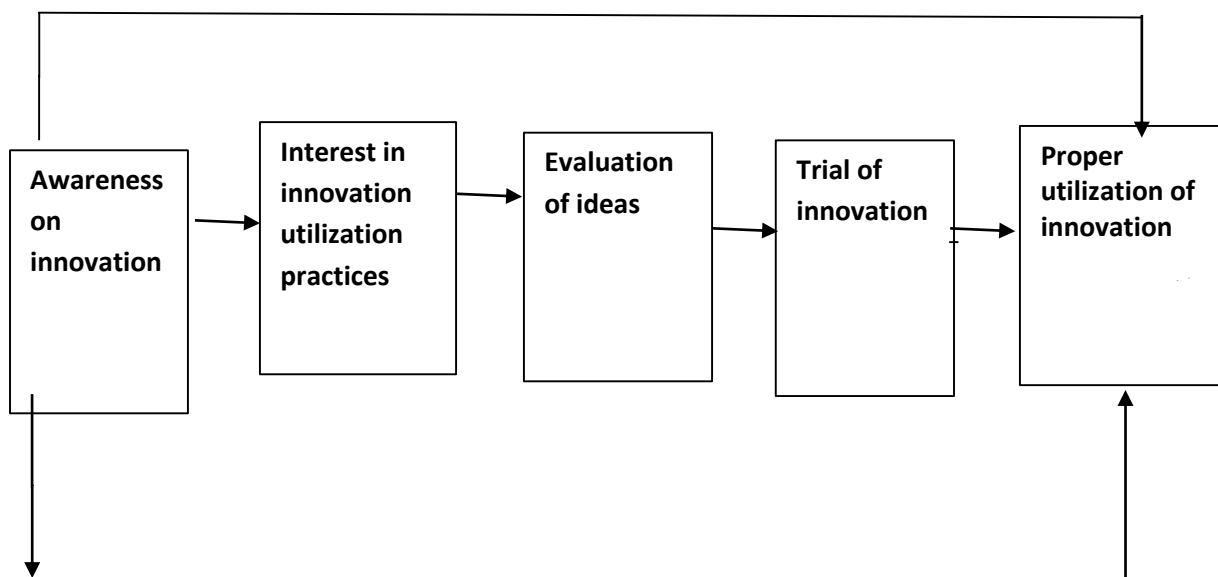 Awareness
on
innovation
Interest in
innovation
utilization
practices
Evaluation
of ideas
Trial of
innovation
Proper
utilization of
innovation